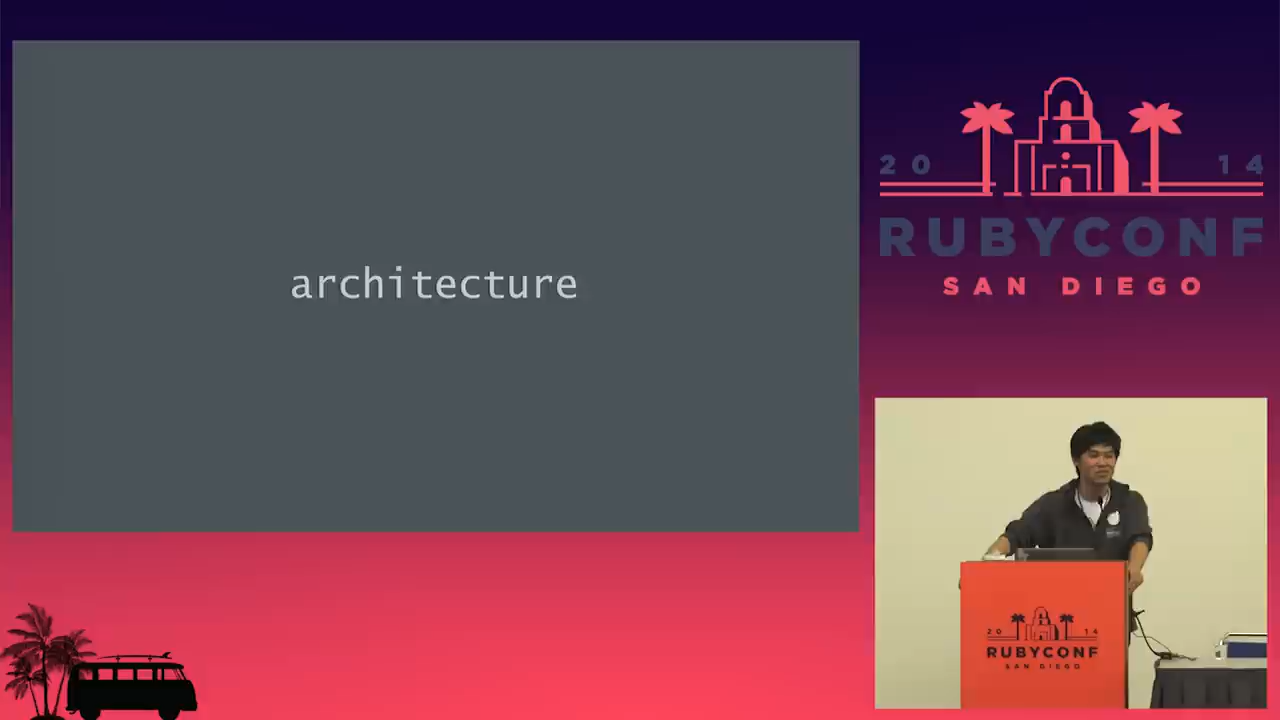 architecture
20 14
RUBYCONF
SAN DIEGO
20 14
RUBYCONF
SAN DIEGO